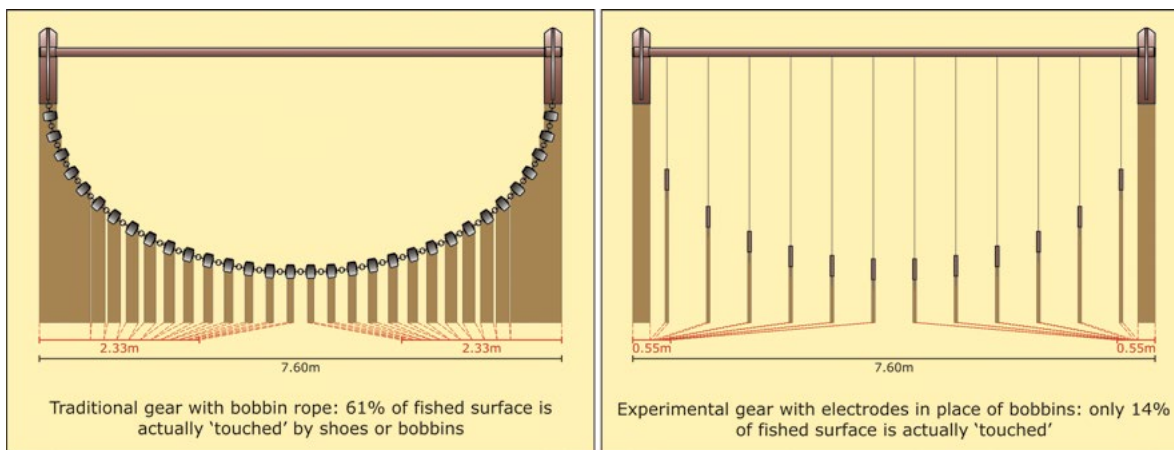 2.33m
2.33m
7.60m
Traditional gear with bobbin rope: 61% of fished surface is
actually ‘touched’ by shoes or bobbins
0.55m
0.55m
7.60m
Experimental gear with electrodes in place of bobbins: only 14%
of fished surface is actually ‘touched’